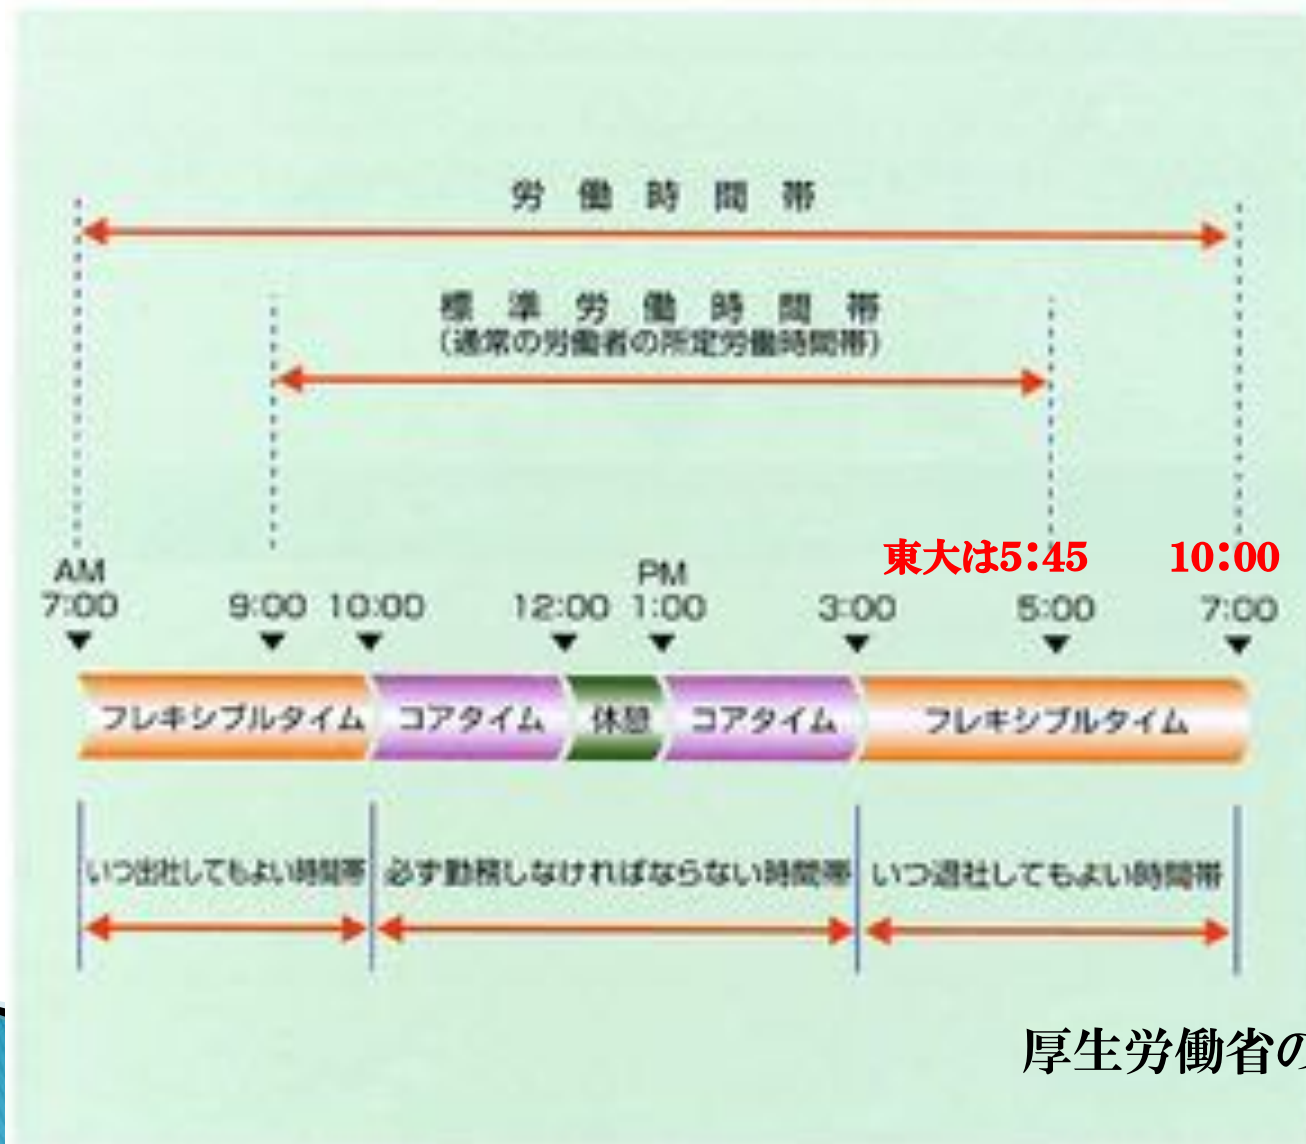 労働時間帯
標準労働時間帯
(通常の労働者の所定労働時間帯)
東大は5:45 10:00
AM PM
7:00 9:00 10:00 12:00 1:00 3:00 5:00 7:00
フレキシブルタイム コアタイム 休憩 コアタイム フレキシブルタイム
いつ出社してもよい時間帯 必ず勤務しなければならない時間帯 いつ退社してもよい時間帯
厚生労働省の